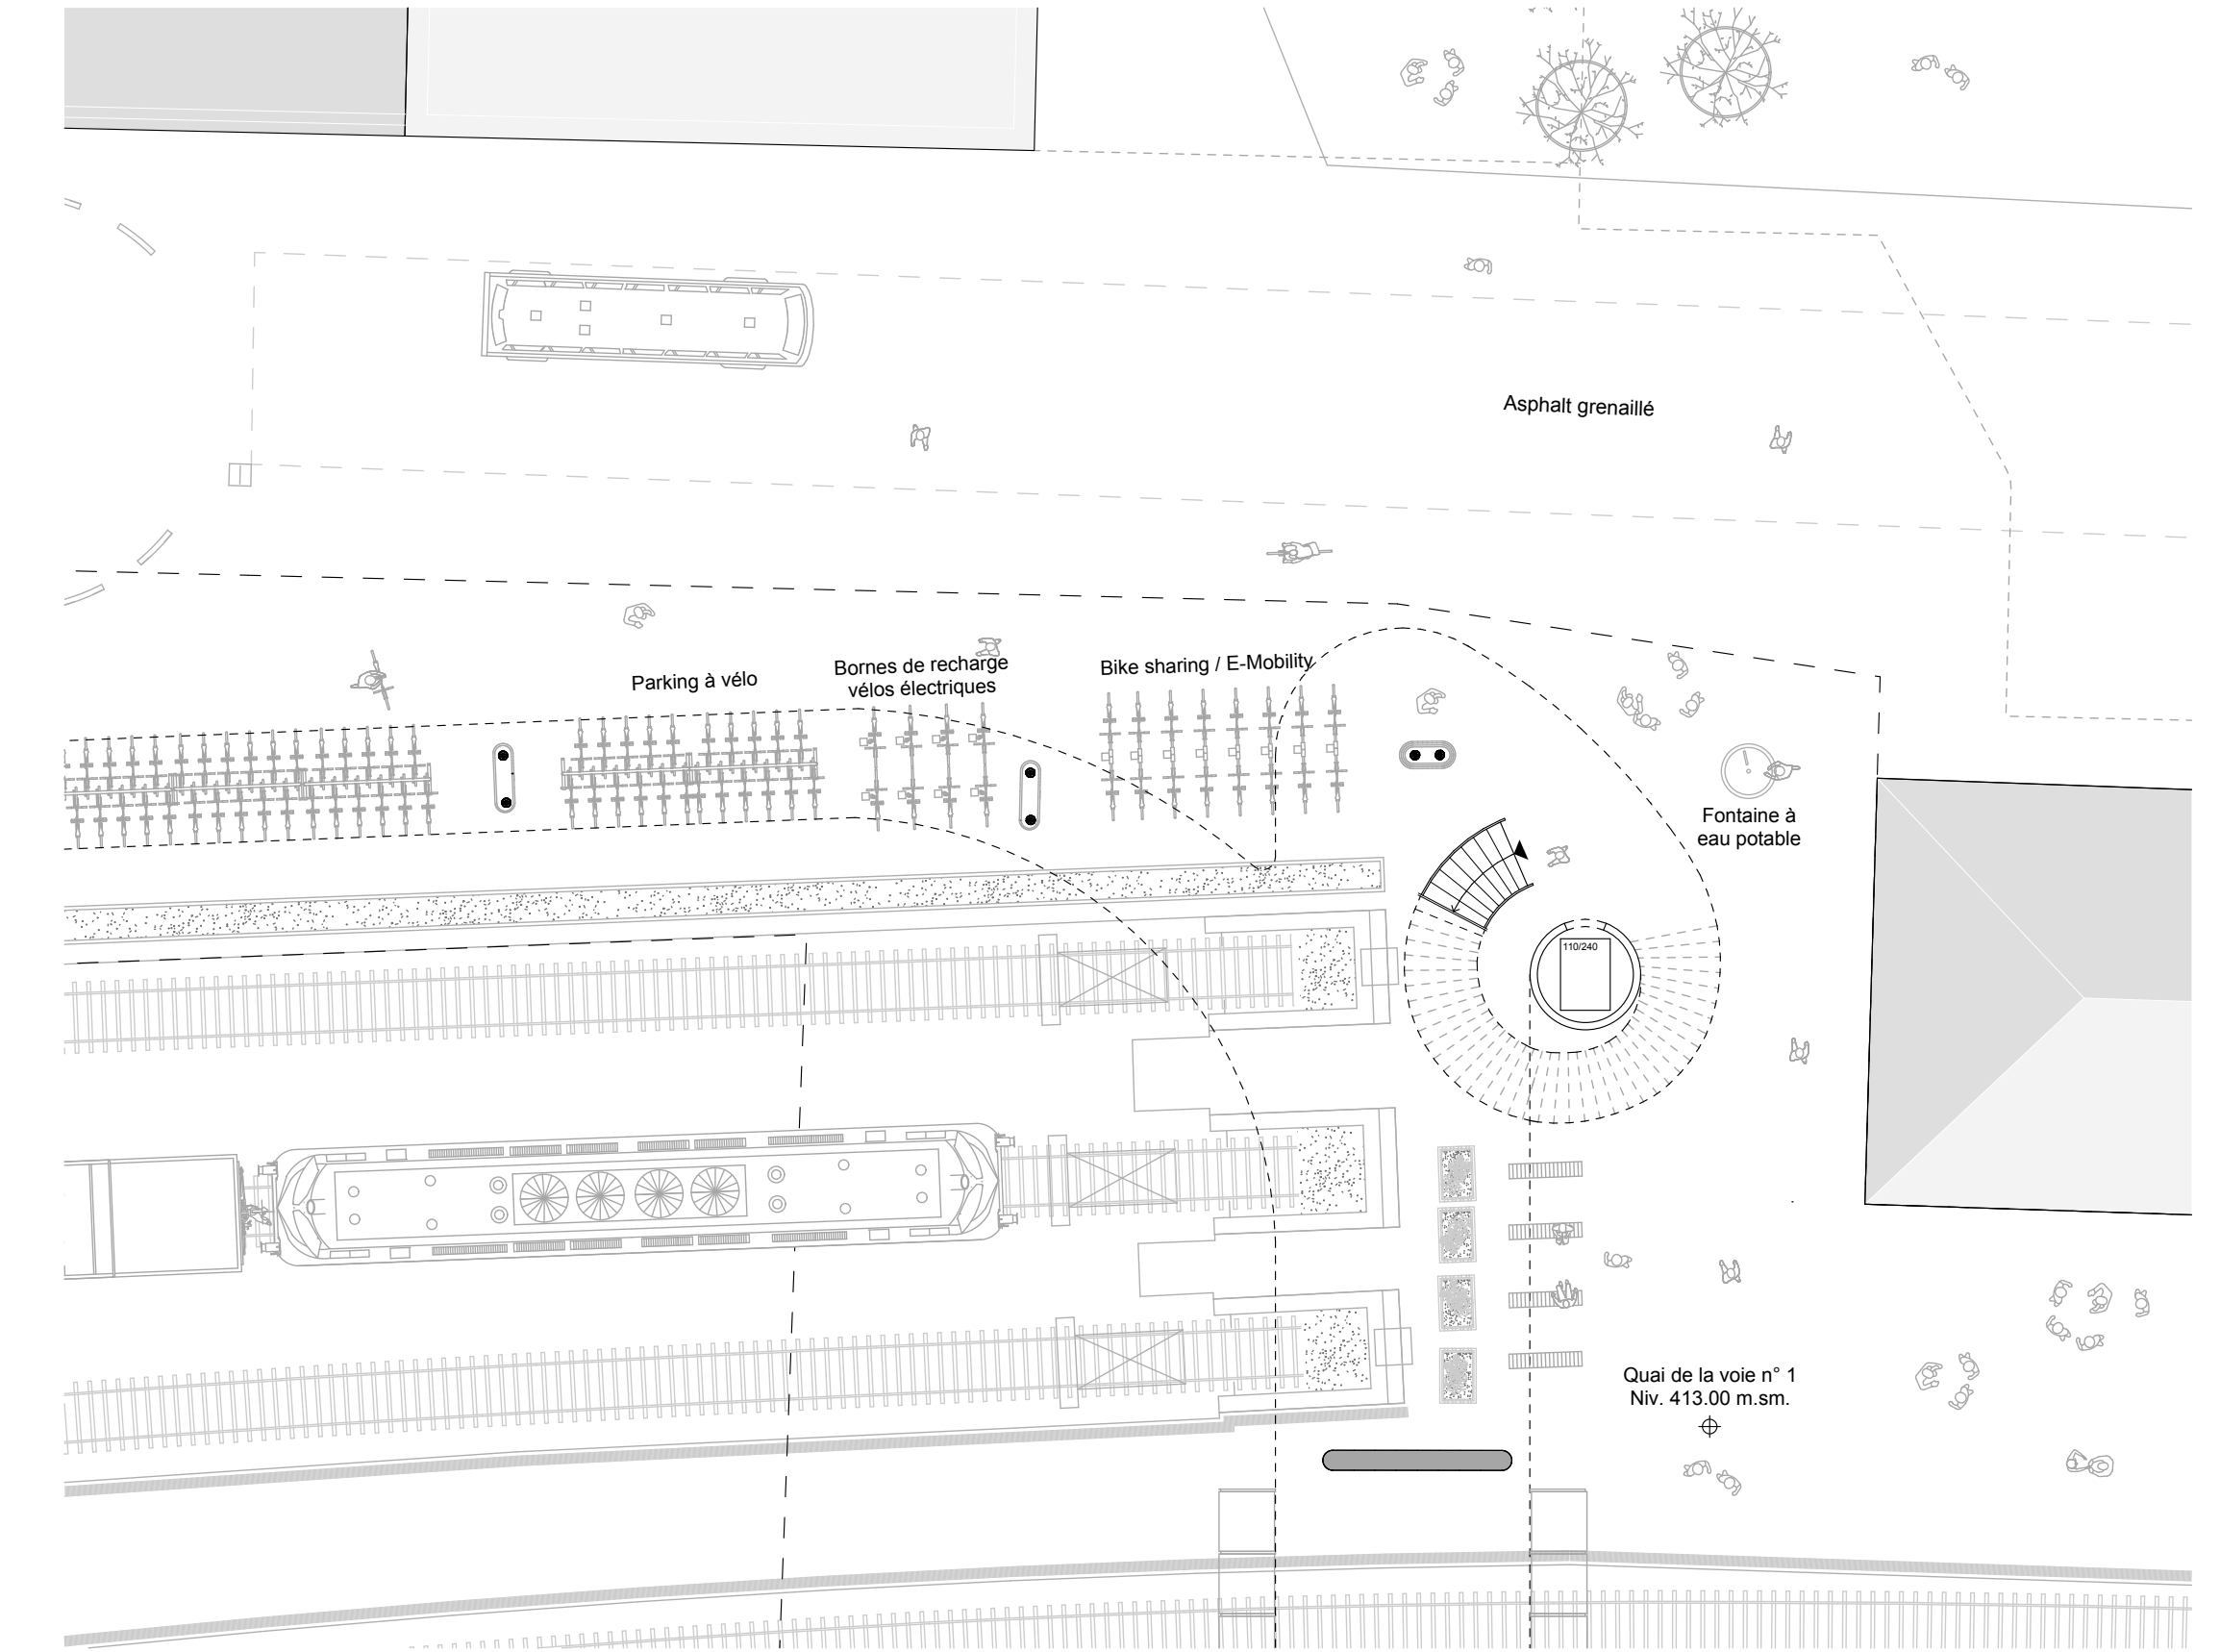 Asphalt grenaillé
Parking à vélo
Bornes de recharge
vélos électriques
Bike sharing / E-Mobility
Fontaine à
eau potable
110/240
Quai de la voie n° 1
Niv. 413.00 m.sm.